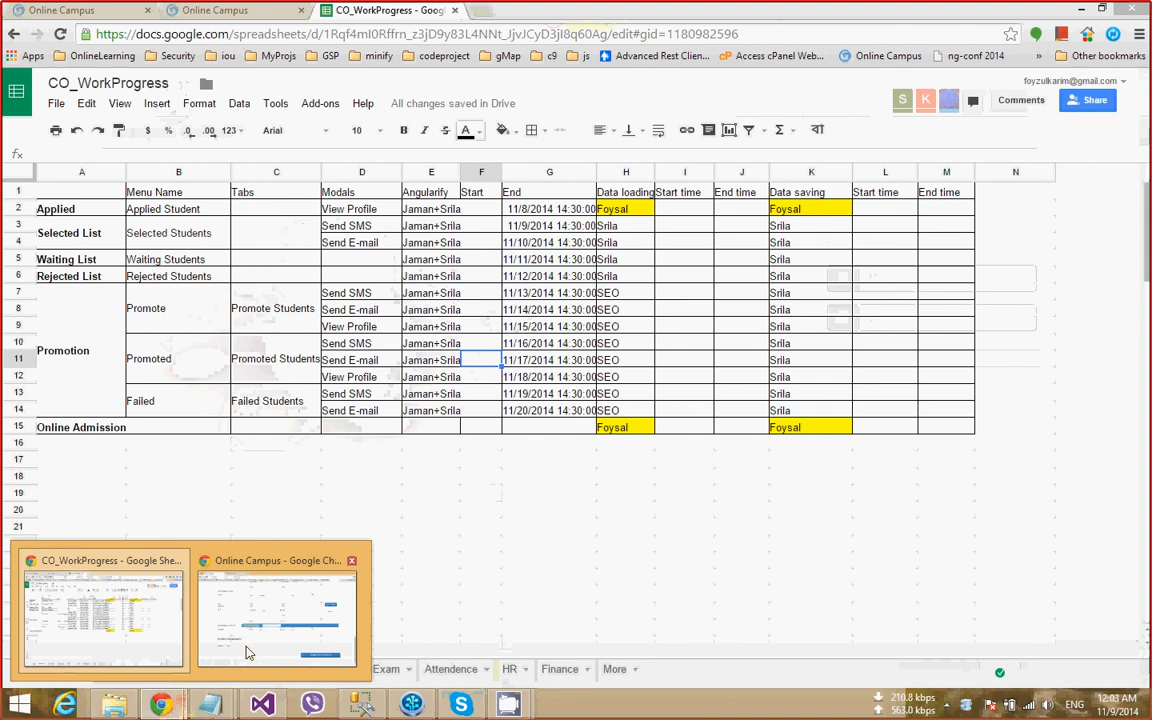 Online Campus
Online Campus
CO_WorkProgress - Googl
https://docs.google.com/spreadsheets/d/1Rqf4mI0Rffrn_z3jD9y83L4NNt_JjvJCyD3jI8q60Ag/edit#gid=1180982596
Apps OnlineLearning Security iou MyProjs GSP minify codeproject gMap c9 js Advanced Rest Clien... Access cPanel Web... Online Campus ng-conf 2014 » Other bookmarks
foyzulkarim@gmail.com
CO_WorkProgress
File Edit View Insert Format Data Tools Add-ons Help All changes saved in Drive
S K Comments Share
$ % .0 .00 123 Arial 10 B I S A
fx
A B C D E F G H I J K L M N
1 Menu Name Tabs Modals Angularify Start End Data loading Start time End time Data saving Start time End time
2 Applied Applied Student View Profile Jaman+Srila 11/8/2014 14:30:00 Foysal Foysal
3 Selected List Selected Students Send SMS Jaman+Srila 11/9/2014 14:30:00 Srila Srila
4 Send E-mail Jaman+Srila 11/10/2014 14:30:00 Srila Srila
5 Waiting List Waiting Students Jaman+Srila 11/11/2014 14:30:00 Srila Srila
6 Rejected List Rejected Students Jaman+Srila 11/12/2014 14:30:00 Srila Srila
7 Send SMS Jaman+Srila 11/13/2014 14:30:00 SEO Srila
8 Promote Promote Students Send E-mail Jaman+Srila 11/14/2014 14:30:00 SEO Srila
9 View Profile Jaman+Srila 11/15/2014 14:30:00 SEO Srila
10 Promotion Send SMS Jaman+Srila 11/16/2014 14:30:00 SEO Srila
11 Promoted Promoted Students Send E-mail Jaman+Srila 11/17/2014 14:30:00 SEO Srila
12 View Profile Jaman+Srila 11/18/2014 14:30:00 SEO Srila
13 Failed Failed Students Send SMS Jaman+Srila 11/19/2014 14:30:00 SEO Srila
14 Send E-mail Jaman+Srila 11/20/2014 14:30:00 SEO Srila
15 Online Admission Foysal Foysal
16
17
18
19
20
21
CO_WorkProgress - Google She...
Online Campus - Google Ch...
Exam Attendence HR Finance More
210.8 kbps
563.0 kbps
ENG
12:03 AM
11/9/2014